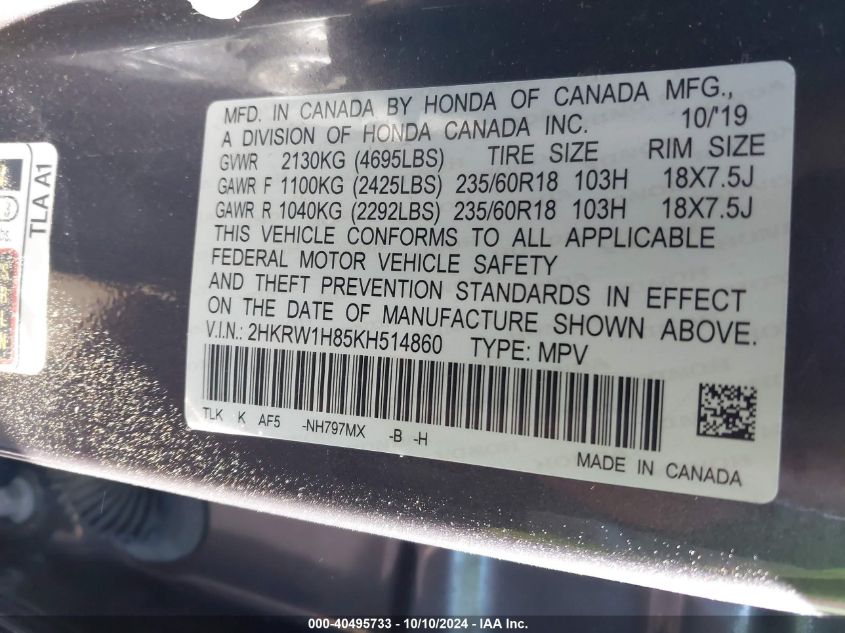 MFD. IN CANADA BY HONDA OF CANADA MFG.,
A DIVISION OF HONDA CANADA INC. 10/'19
GVWR 2130KG (4695LBS) TIRE SIZE RIM SIZE
GAWR F 1100KG (2425LBS) 235/60R18 103H 18X7.5J
GAWR R 1040KG (2292LBS) 235/60R18 103H 18X7.5J
THIS VEHICLE CONFORMS TO ALL APPLICABLE
FEDERAL MOTOR VEHICLE SAFETY
AND THEFT PREVENTION STANDARDS IN EFFECT
ON THE DATE OF MANUFACTURE SHOWN ABOVE.
V.I.N.: 2HKRW1H85KH514860 TYPE: MPV
TLK K AF5 -NH797MX -B -H
MADE IN CANADA
TLA A1
000-40495733 - 10/10/2024 - IAA Inc.